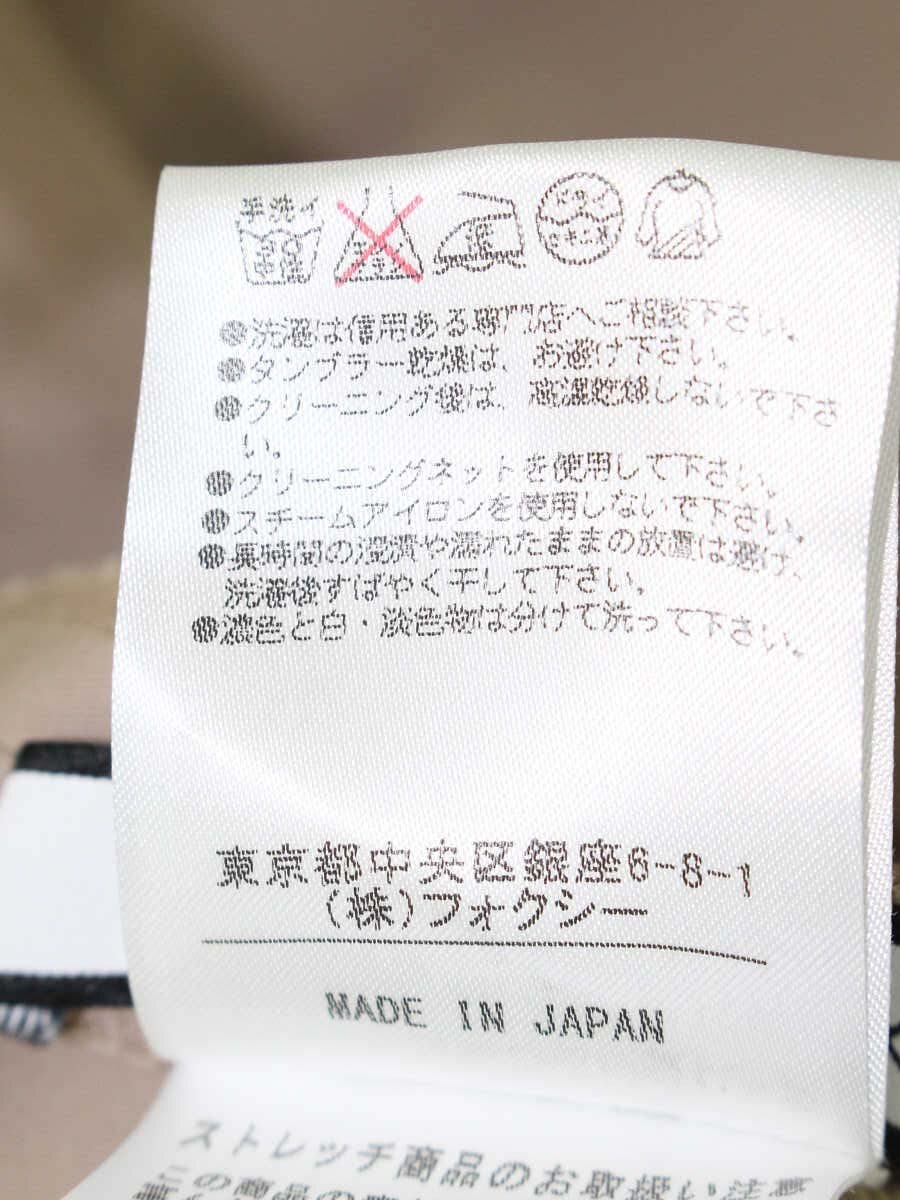 手洗イ
●洗濯は信用ある専門店へご相談下さい。
●タンブラー乾燥は、お避け下さい。
●クリーニング後は、高温乾燥しないで下さ
い。
●クリーニングネットを使用して下さい。
●スチームアイロンを使用しないで下さい。
●長時間の浸漬や濡れたままの放置は避け、
洗濯後すばやく干して下さい。
●濃色と白・淡色物は分けて洗って下さい。
東京都中央区銀座6-8-1
(株)フォクシー
MADE IN JAPAN
ストレッチ商品のお取扱い注意
この商品の